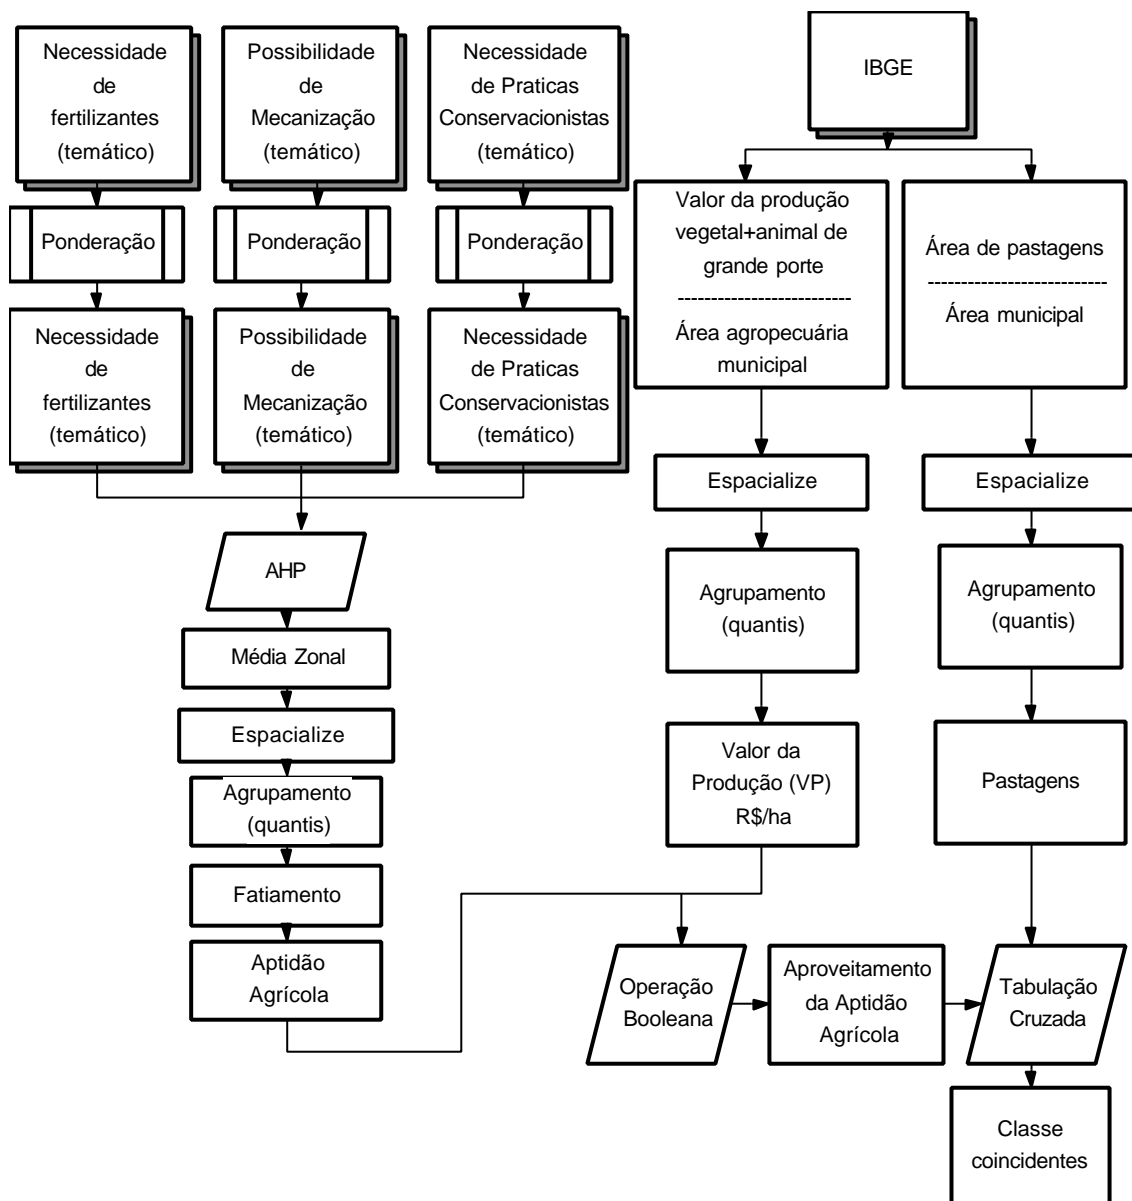 Necessidade
de
fertilizantes
(temático)
Possibilidade
de
Mecanização
(temático)
Necessidade
de Praticas
Conservacionistas
(temático)
IBGE
Ponderação
Ponderação
Ponderação
Valor da produção
vegetal+animal de
grande porte
---------------------------
Área agropecuária
municipal
Área de pastagens
----------------------------
Área municipal
Necessidade
de
fertilizantes
(temático)
Possibilidade
de
Mecanização
(temático)
Necessidade
de Praticas
Conservacionistas
(temático)
Espacialize
Espacialize
AHP
Agrupamento
(quantis)
Agrupamento
(quantis)
Média Zonal
Espacialize
Valor da
Produção (VP)
R$/ha
Pastagens
Agrupamento
(quantis)
Fatiamento
Aptidão
Agrícola
Operação
Booleana
Aproveitamento
da Aptidão
Agrícola
Tabulação
Cruzada
Classe
coincidentes